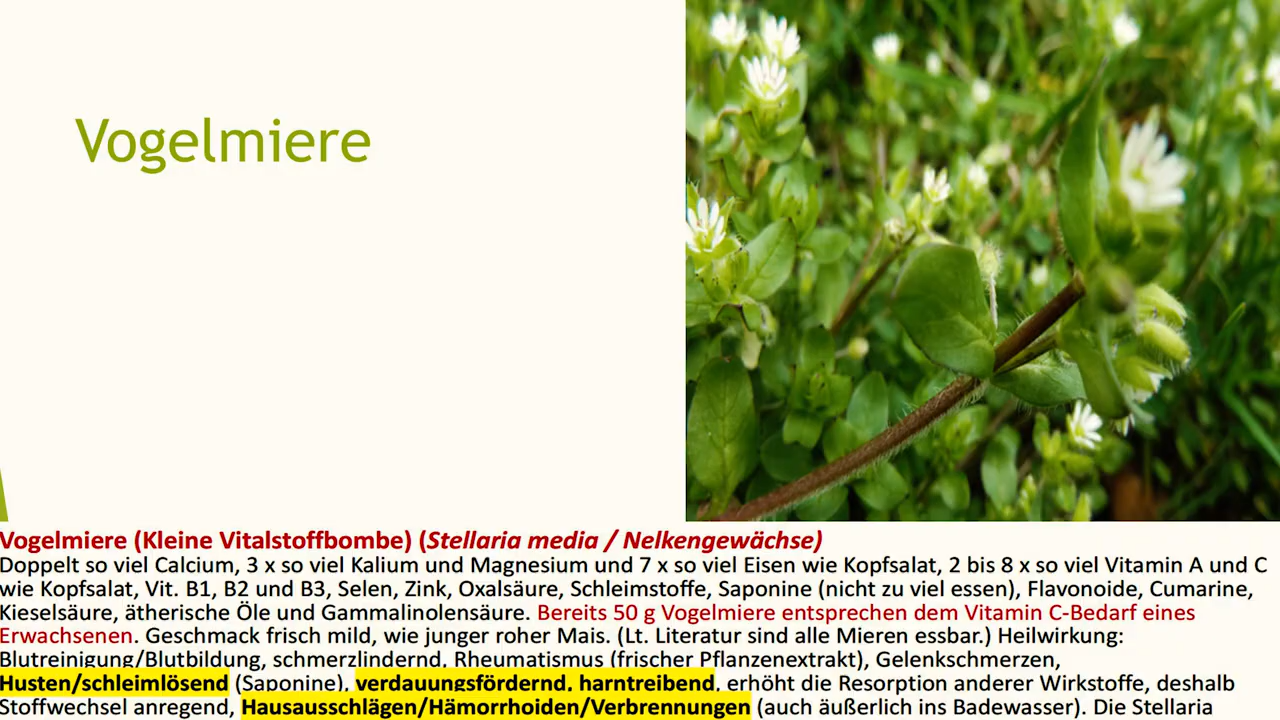 Vogelmiere
Vogelmiere (Kleine Vitalstoffbombe) (Stellaria media / Nelkengewächse)
Doppelt so viel Calcium, 3 x so viel Kalium und Magnesium und 7 x so viel Eisen wie Kopfsalat, 2 bis 8 x so viel Vitamin A und C
wie Kopfsalat, Vit. B1, B2 und B3, Selen, Zink, Oxalsäure, Schleimstoffe, Saponine (nicht zu viel essen), Flavonoide, Cumarine,
Kieselsäure, ätherische Öle und Gammalinolensäure. Bereits 50 g Vogelmiere entsprechen dem Vitamin C-Bedarf eines
Erwachsenen. Geschmack frisch mild, wie junger roher Mais. (Lt. Literatur sind alle Mieren essbar.) Heilwirkung:
Blutreinigung/Blutbildung, schmerzlindernd, Rheumatismus (frischer Pflanzenextrakt), Gelenkschmerzen,
Husten/schleimlösend (Saponine), verdauungsfördernd, harntreibend, erhöht die Resorption anderer Wirkstoffe, deshalb
Stoffwechsel anregend, Hausausschlägen/Hämorrhoiden/Verbrennungen (auch äußerlich ins Badewasser). Die Stellaria